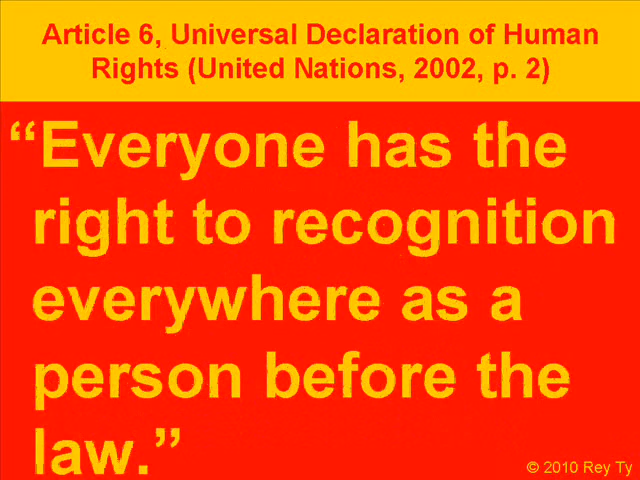 Article 6, Universal Declaration of Human
Rights (United Nations, 2002, p. 2)
“Everyone has the
right to recognition
everywhere as a
person before the
law.”
© 2010 Rey Ty